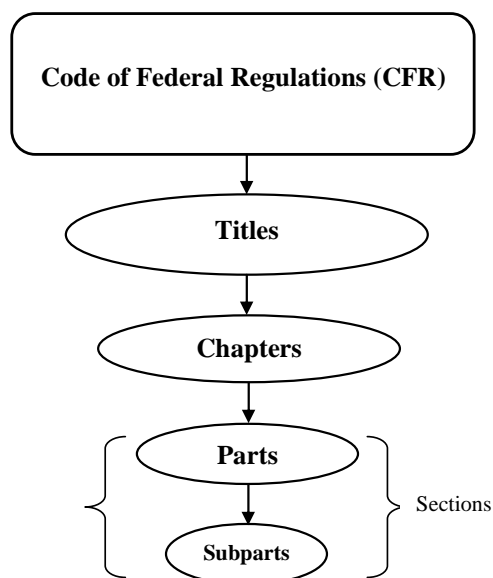 Code of Federal Regulations (CFR)
Titles
Chapters
Parts
Sections
Subparts